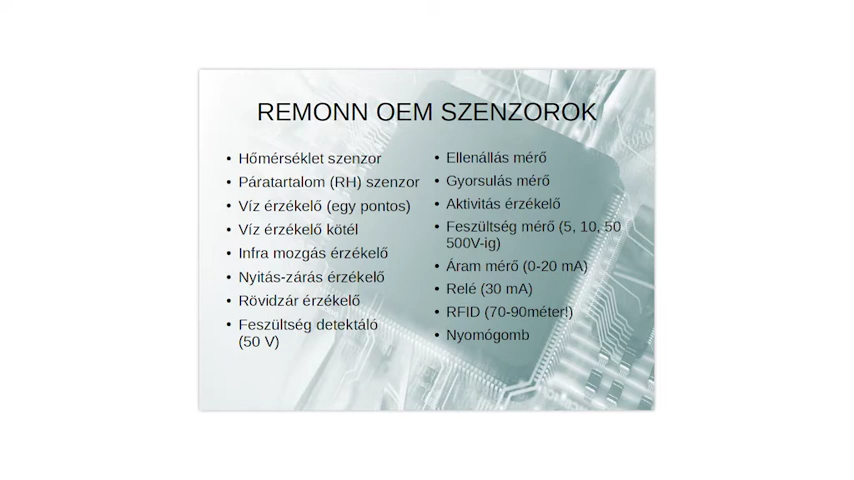 REMONN OEM SZENZOROK
• Hőmérséklet szenzor
• Páratartalom (RH) szenzor
• Víz érzékelő (egy pontos)
• Víz érzékelő kötél
• Infra mozgás érzékelő
• Nyitás-zárás érzékelő
• Rövidzár érzékelő
• Feszültség detektáló
(50 V)
• Ellenállás mérő
• Gyorsulás mérő
• Aktivitás érzékelő
• Feszültség mérő (5, 10, 50
500V-ig)
• Áram mérő (0-20 mA)
• Relé (30 mA)
• RFID (70-90méter!)
• Nyomógomb